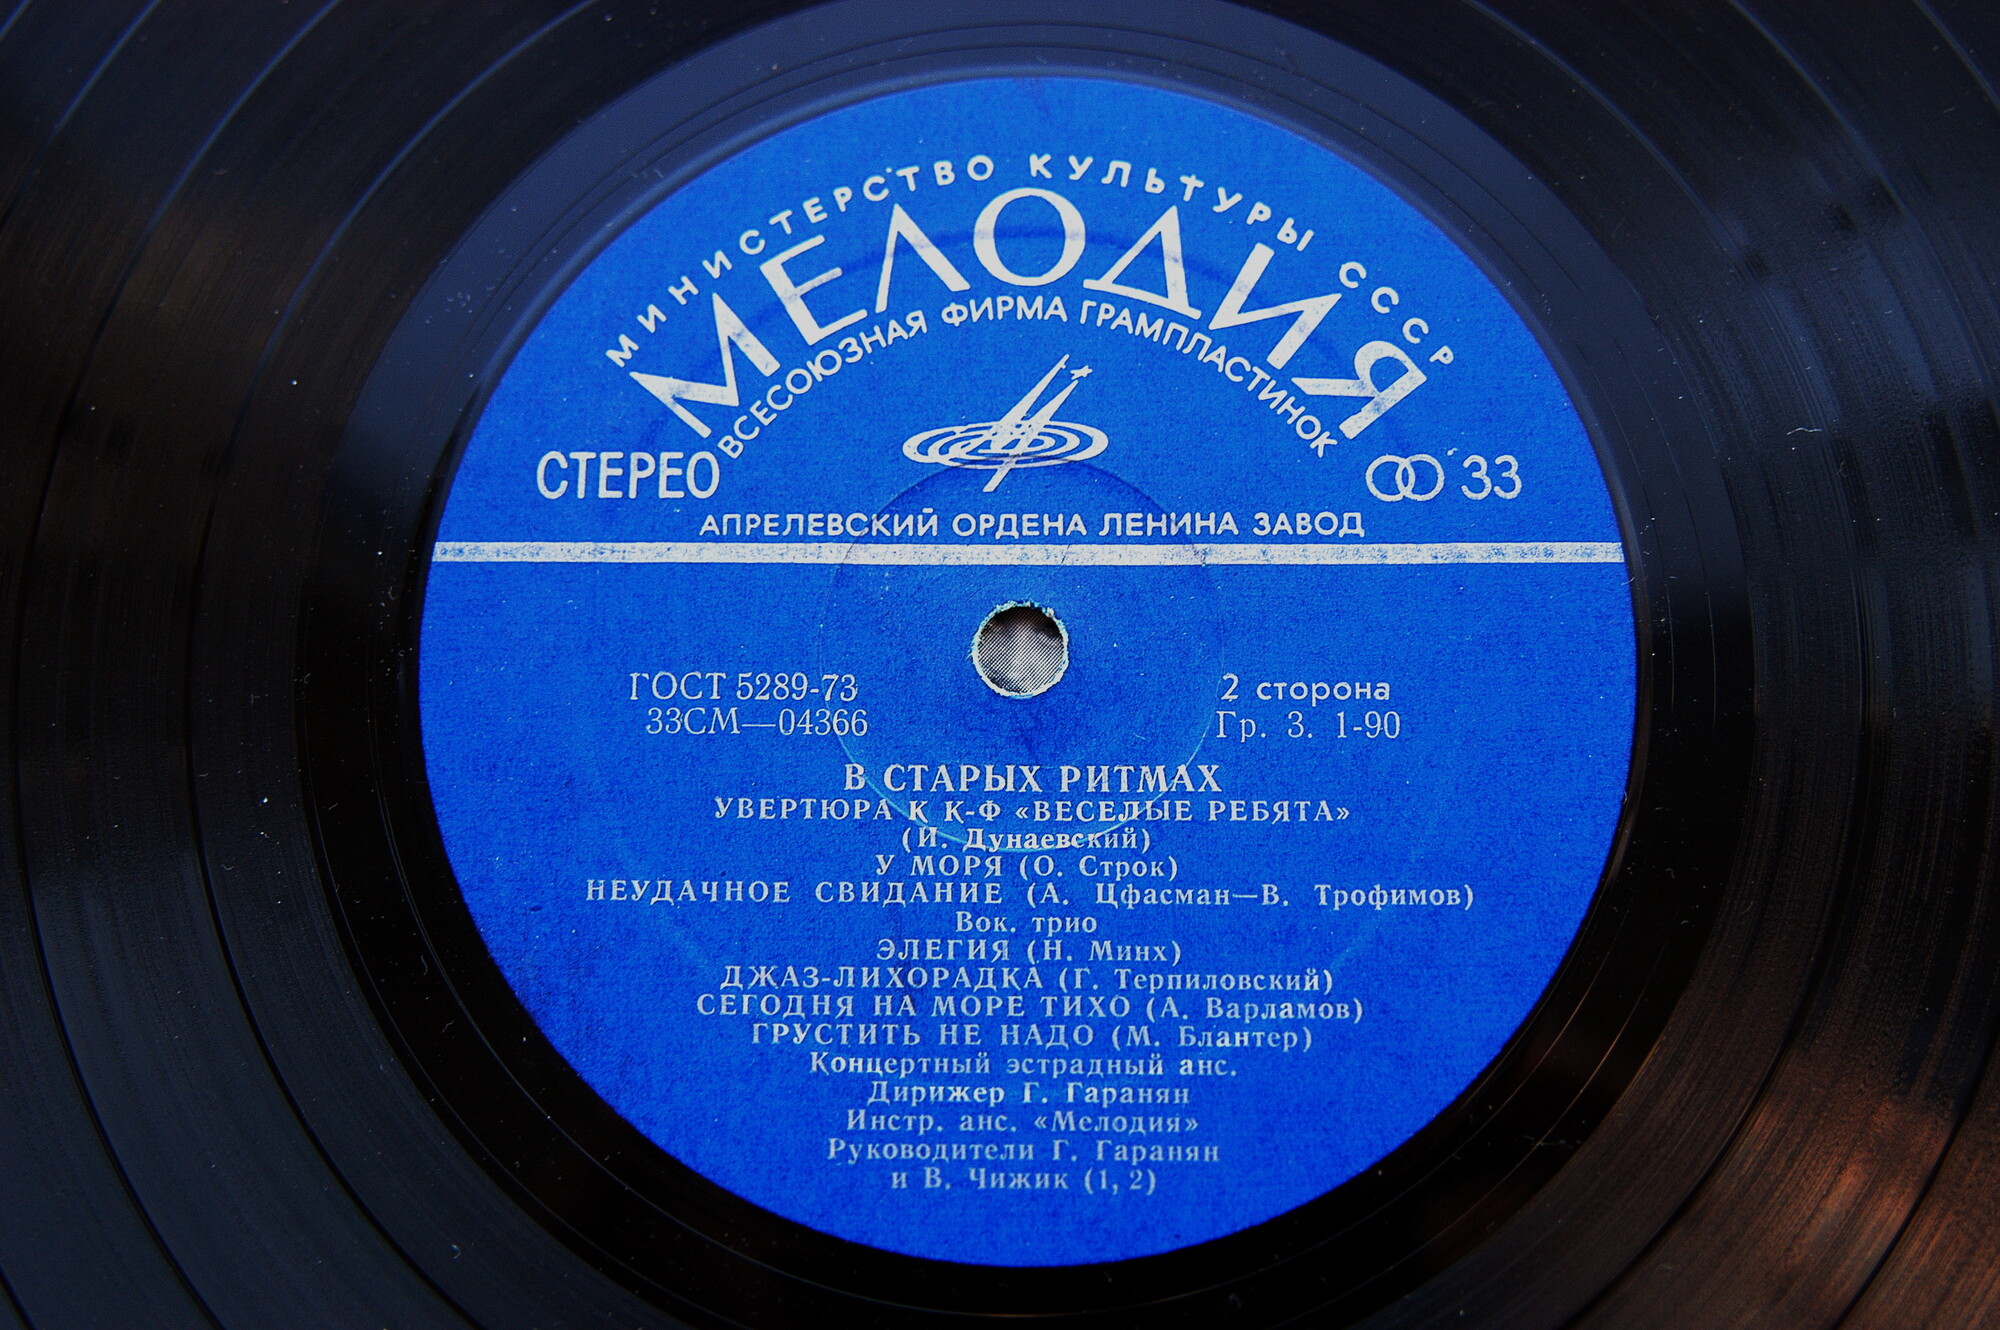 МИНИСТЕРСТВО КУЛЬТУРЫ СССР
МЕЛОДИЯ
ВСЕСОЮЗНАЯ ФИРМА ГРАМПЛАСТИНОК
СТЕРЕО
33
АПРЕЛЕВСКИЙ ОРДЕНА ЛЕНИНА ЗАВОД
ГОСТ 5289-73
33СМ—04366
2 сторона
Гр. 3. 1-90
В СТАРЫХ РИТМАХ
УВЕРТЮРА К К-Ф «ВЕСЕЛЫЕ РЕБЯТА»
(И. Дунаевский)
У МОРЯ (О. Строк)
НЕУДАЧНОЕ СВИДАНИЕ (А. Цфасман—В. Трофимов)
Вок. трио
ЭЛЕГИЯ (Н. Минх)
ДЖАЗ-ЛИХОРАДКА (Г. Терпиловский)
СЕГОДНЯ НА МОРЕ ТИХО (А. Варламов)
ГРУСТИТЬ НЕ НАДО (М. Блантер)
Концертный эстрадный анс.
Дирижер Г. Гаранян
Инстр. анс. «Мелодия»
Руководители Г. Гаранян
и В. Чижик (1, 2)